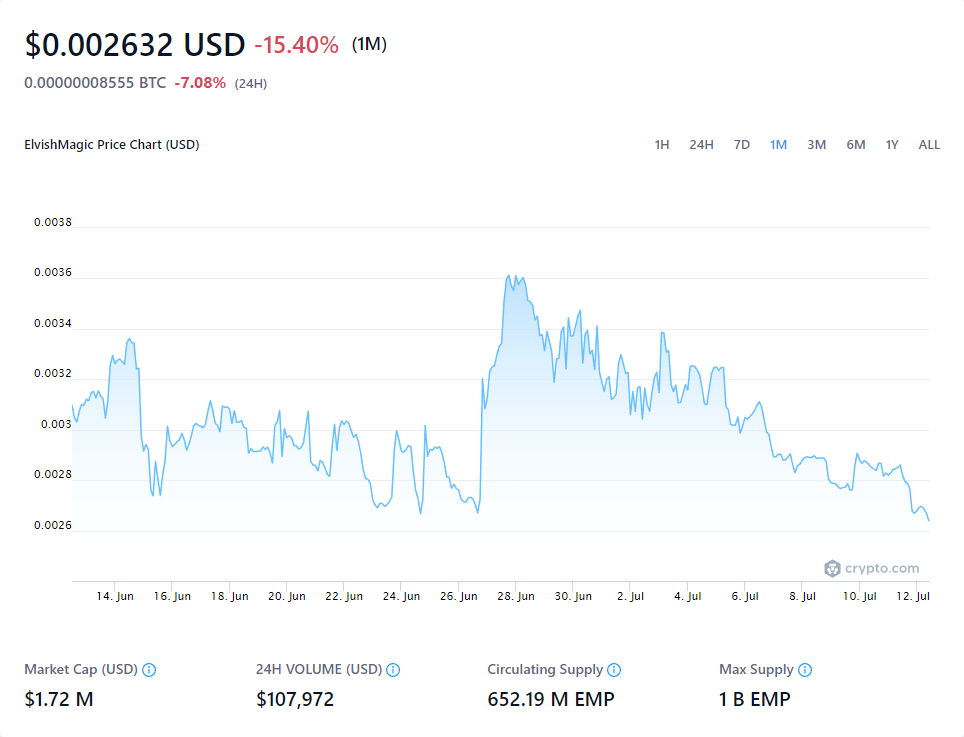 $0.002632 USD -15.40% (1M)
0.00000008555 BTC -7.08% (24H)
ElvishMagic Price Chart (USD) 1H 24H 7D 1M 3M 6M 1Y ALL
0.0038
0.0036
0.0034
0.0032
0.003
0.0028
0.0026
crypto.com
14. Jun 16. Jun 18. Jun 20. Jun 22. Jun 24. Jun 26. Jun 28. Jun 30. Jun 2. Jul 4. Jul 6. Jul 8. Jul 10. Jul 12. Jul
Market Cap (USD) 24H VOLUME (USD) Circulating Supply Max Supply
$1.72 M $107,972 652.19 M EMP 1 B EMP